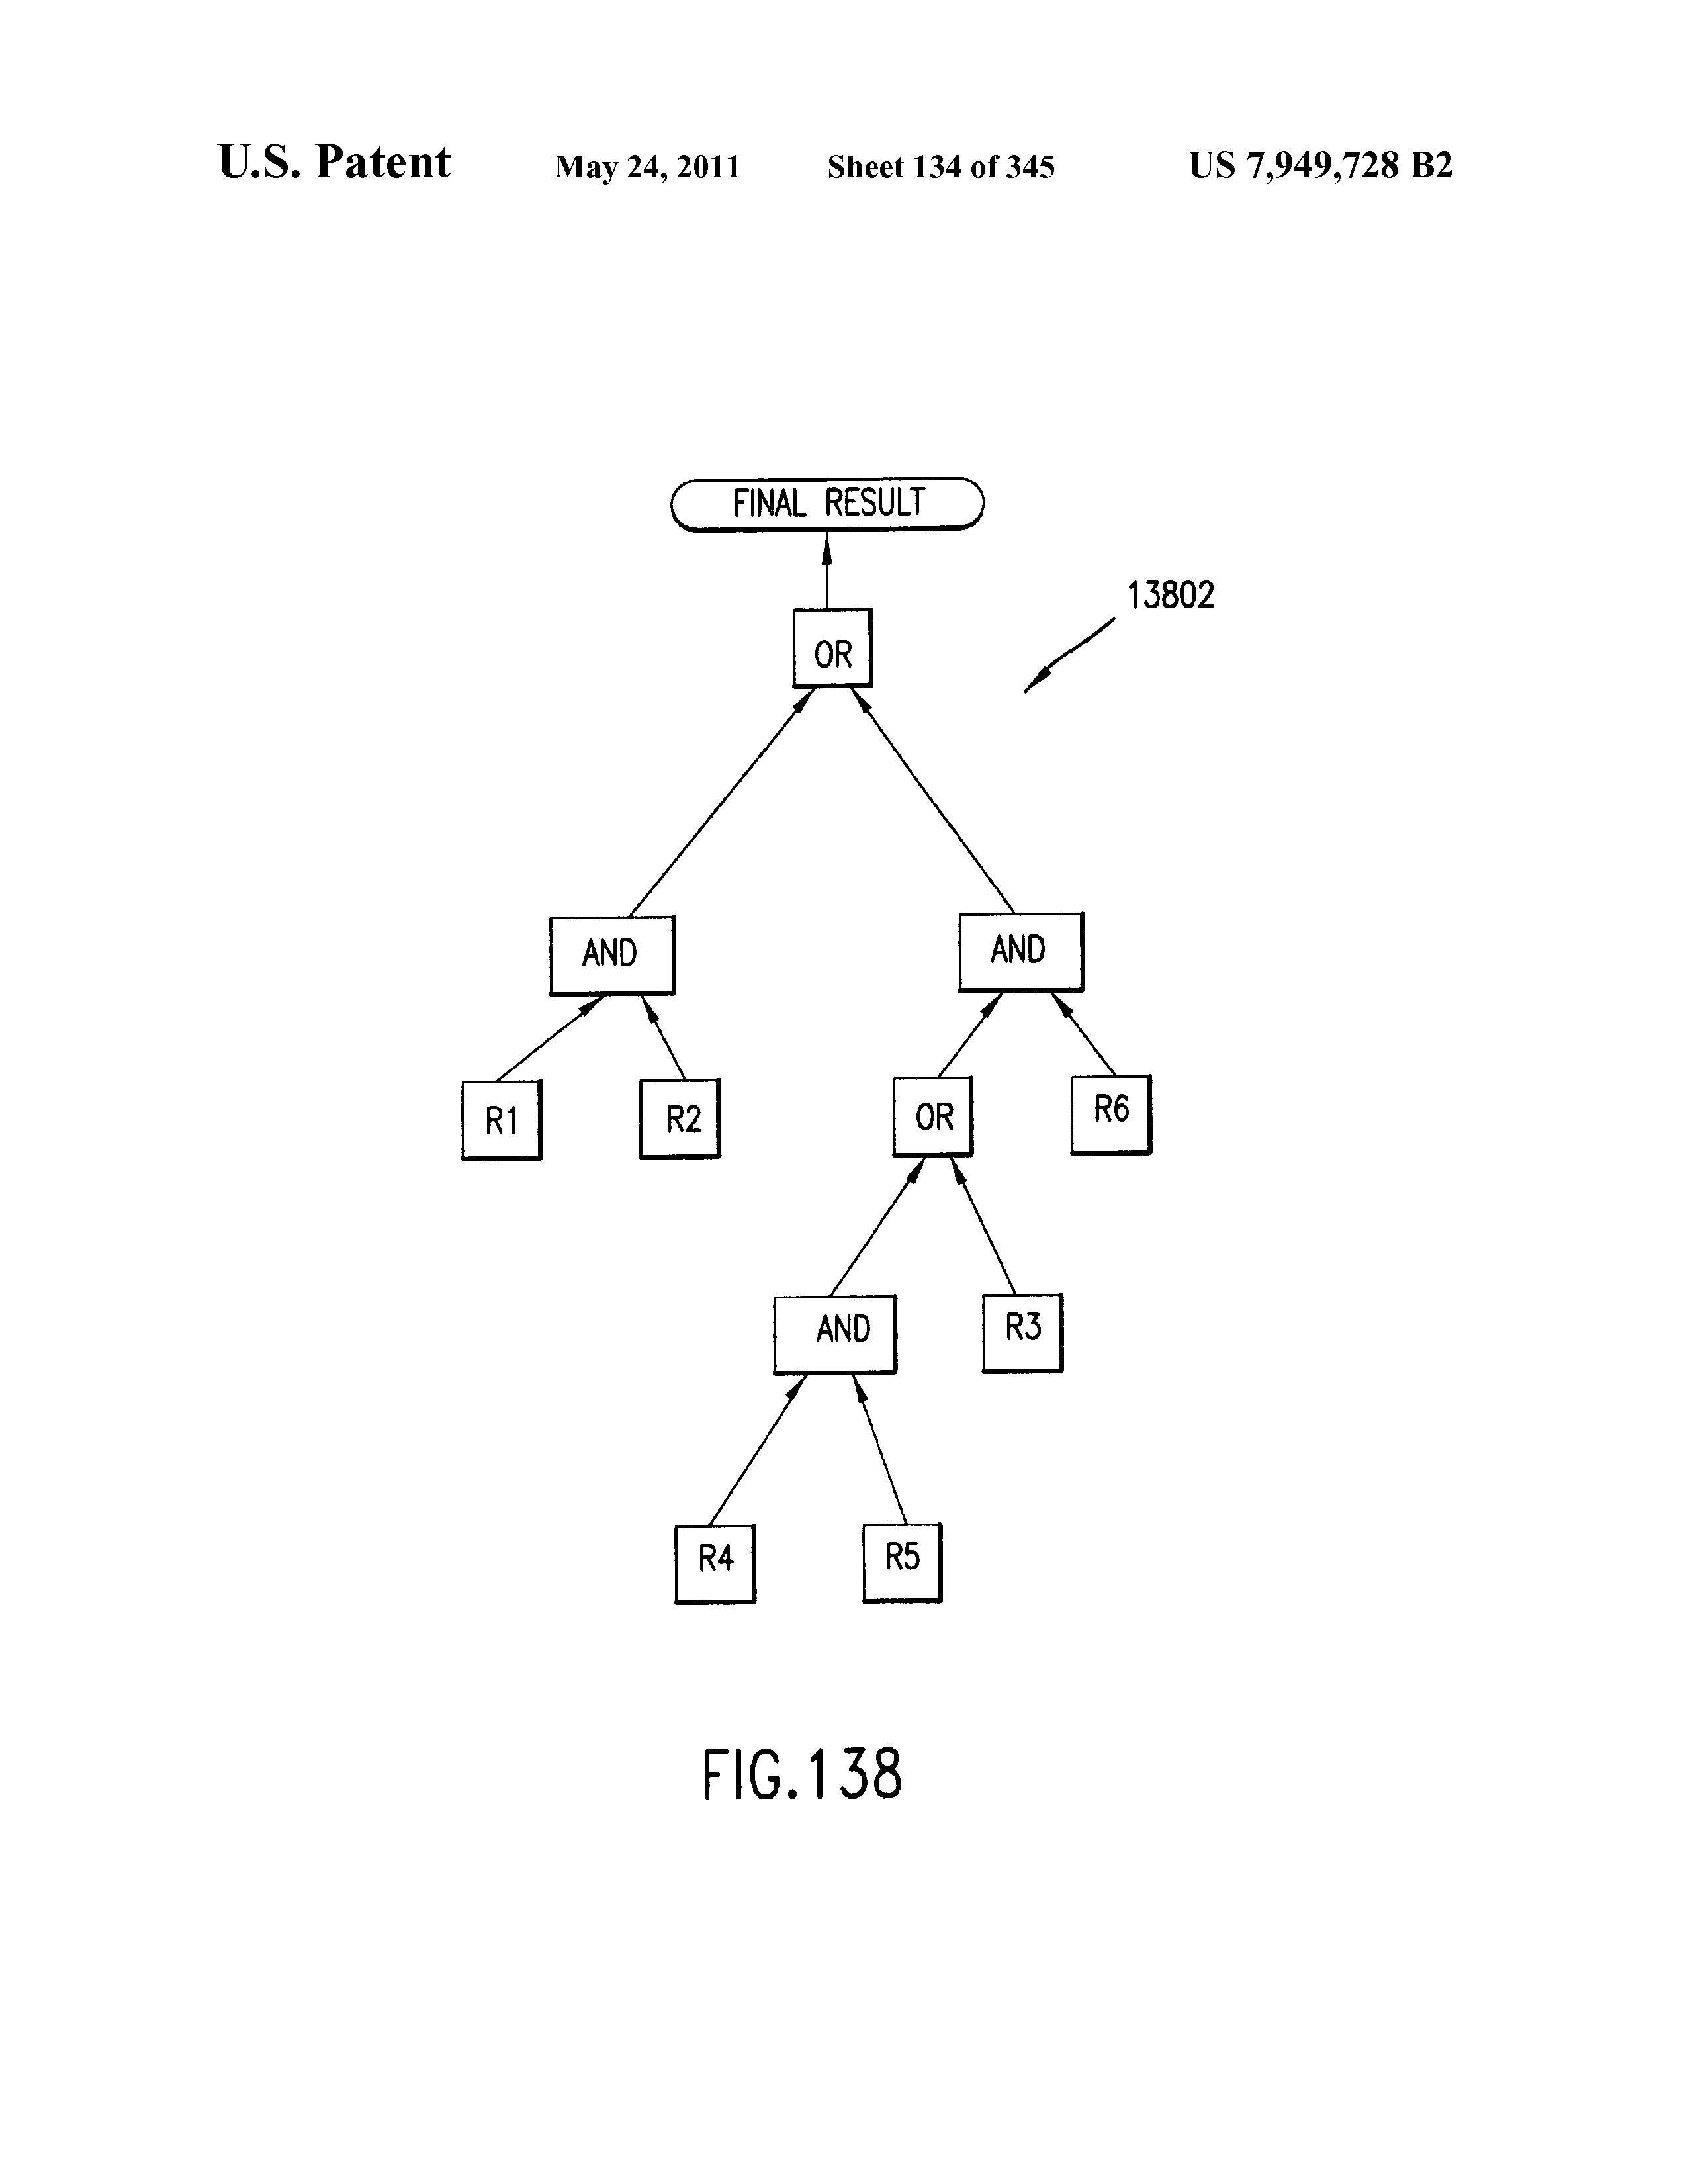 U.S. Patent May 24, 2011 Sheet 134 of 345 US 7,949,728 B2
FINAL RESULT
13802
OR
AND AND
R1 R2 OR R6
AND R3
R4 R5
FIG.138